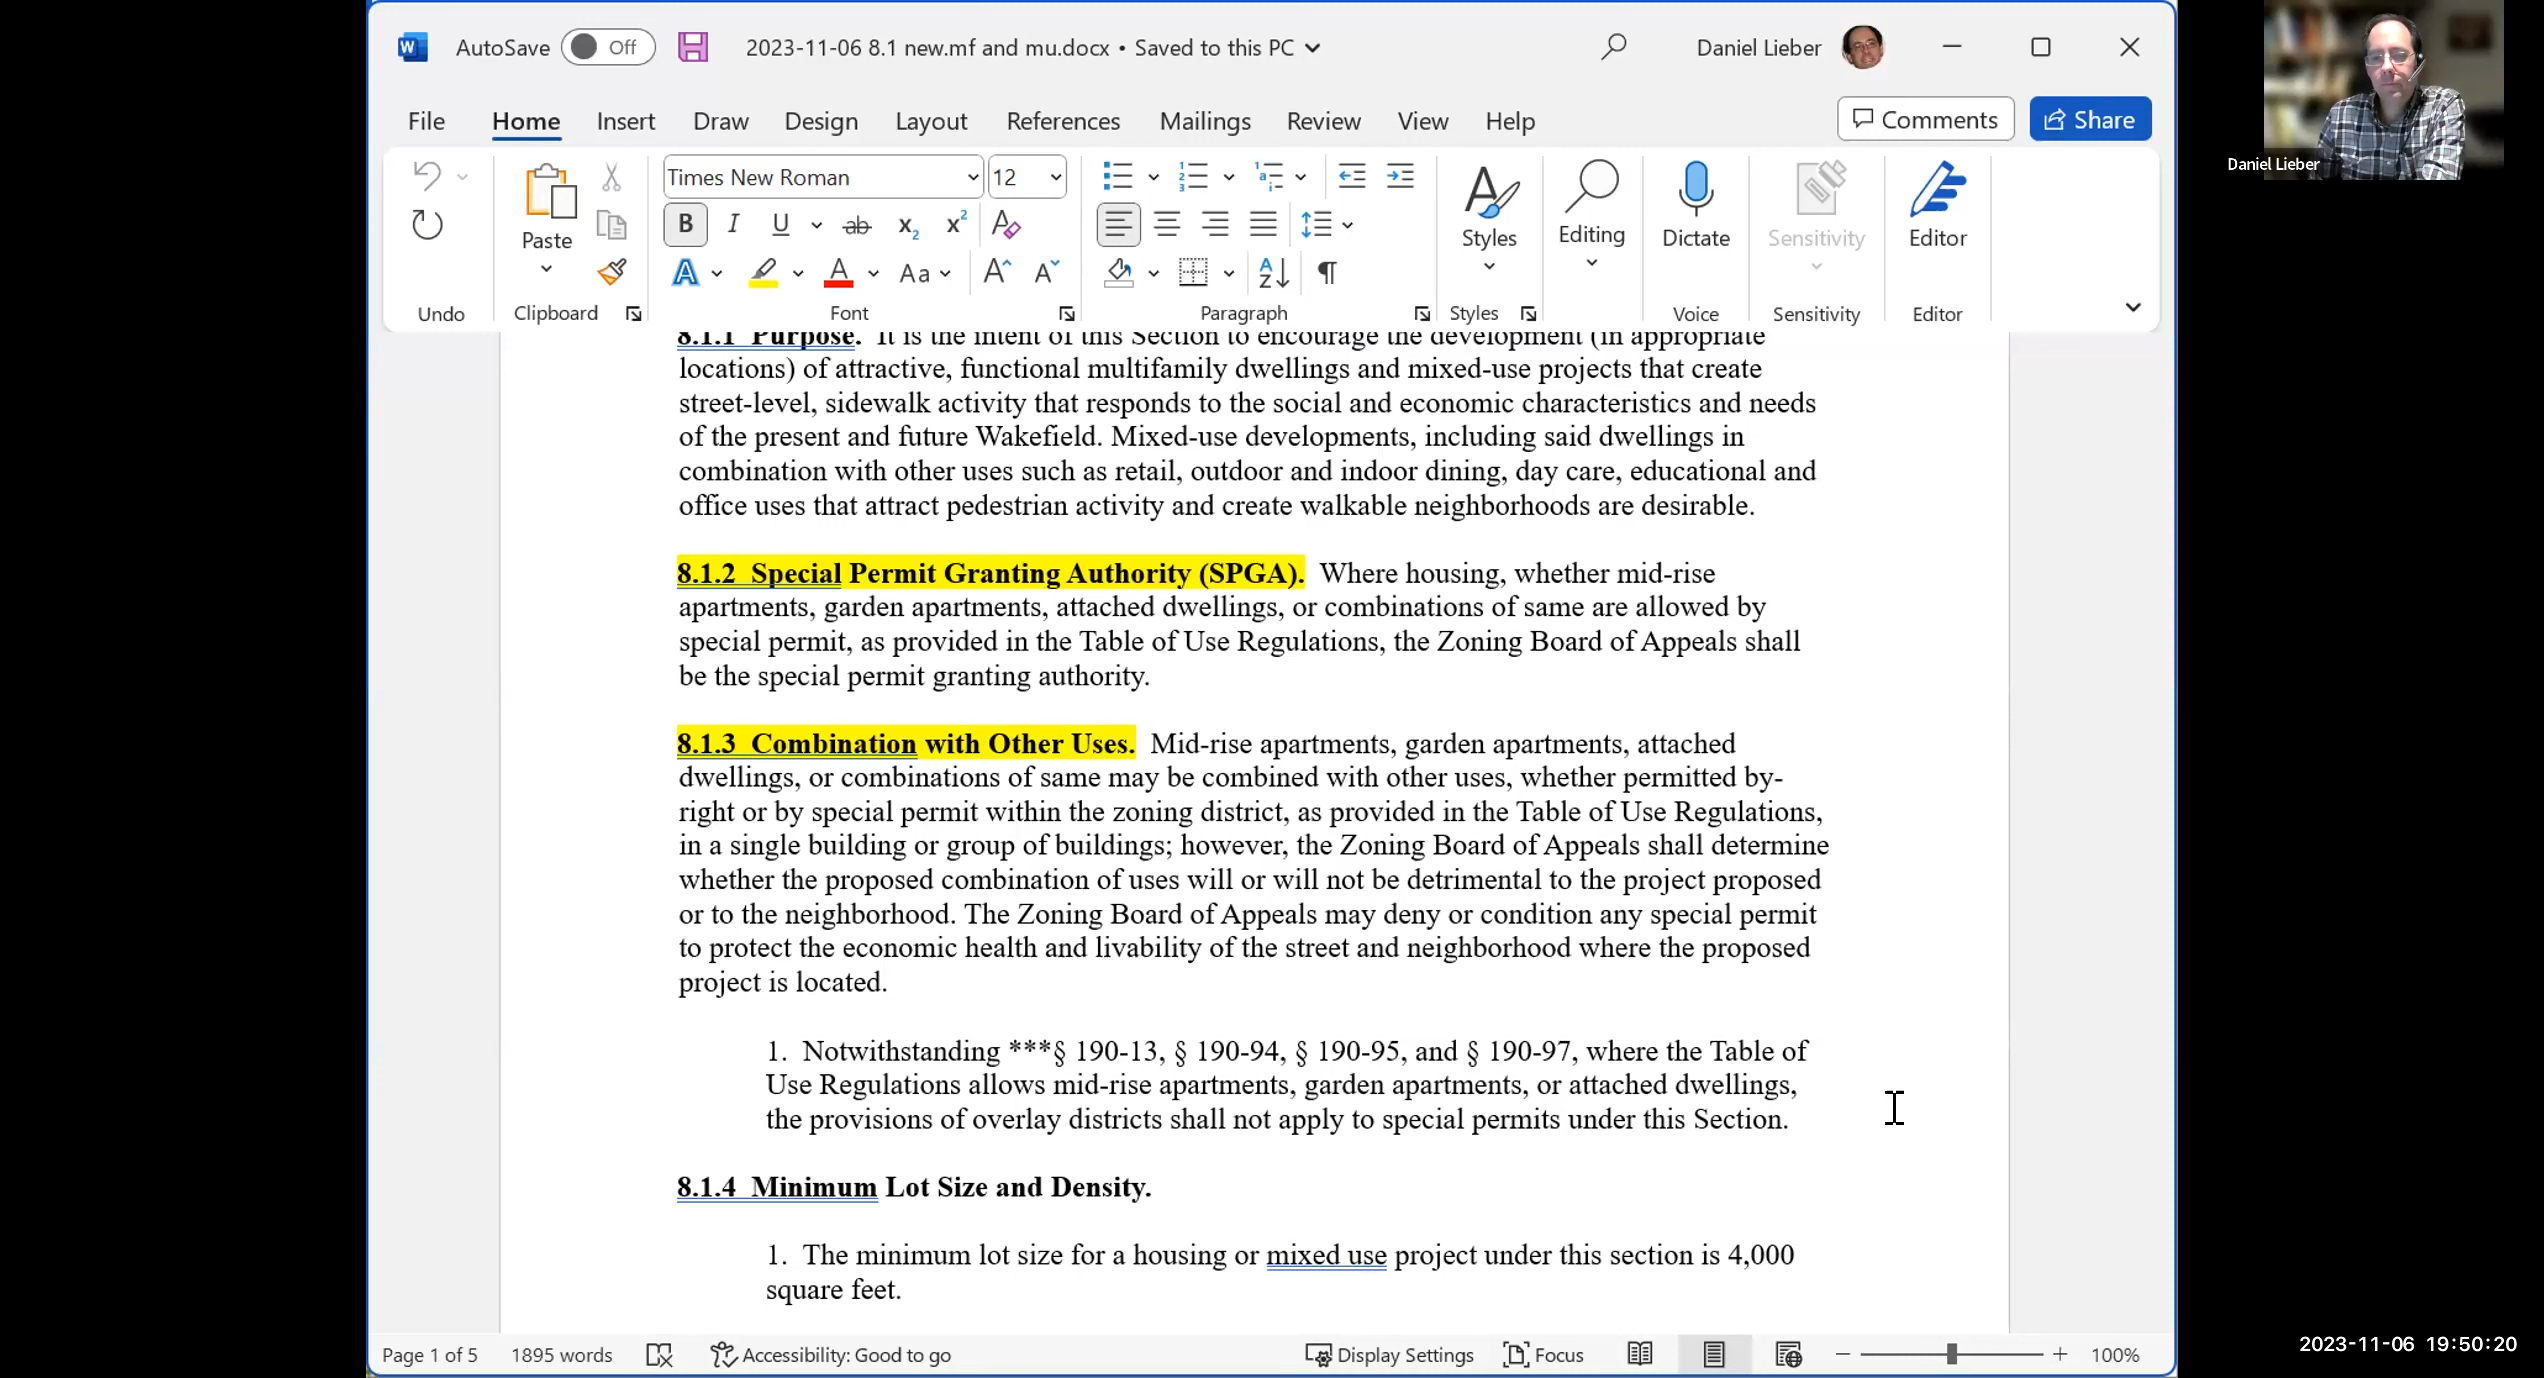 AutoSave Off 2023-11-06 8.1 new.mf and mu.docx • Saved to this PC Daniel Lieber
File Home Insert Draw Design Layout References Mailings Review View Help Comments Share
Times New Roman 12
Paste Styles Editing Dictate Sensitivity Editor
Undo Clipboard Font Paragraph Styles Voice Sensitivity Editor
8.1.1 Purpose. It is the intent of this Section to encourage the development (in appropriate
locations) of attractive, functional multifamily dwellings and mixed-use projects that create
street-level, sidewalk activity that responds to the social and economic characteristics and needs
of the present and future Wakefield. Mixed-use developments, including said dwellings in
combination with other uses such as retail, outdoor and indoor dining, day care, educational and
office uses that attract pedestrian activity and create walkable neighborhoods are desirable.
8.1.2 Special Permit Granting Authority (SPGA). Where housing, whether mid-rise
apartments, garden apartments, attached dwellings, or combinations of same are allowed by
special permit, as provided in the Table of Use Regulations, the Zoning Board of Appeals shall
be the special permit granting authority.
8.1.3 Combination with Other Uses. Mid-rise apartments, garden apartments, attached
dwellings, or combinations of same may be combined with other uses, whether permitted by-
right or by special permit within the zoning district, as provided in the Table of Use Regulations,
in a single building or group of buildings; however, the Zoning Board of Appeals shall determine
whether the proposed combination of uses will or will not be detrimental to the project proposed
or to the neighborhood. The Zoning Board of Appeals may deny or condition any special permit
to protect the economic health and livability of the street and neighborhood where the proposed
project is located.
1. Notwithstanding ***§ 190-13, § 190-94, § 190-95, and § 190-97, where the Table of
Use Regulations allows mid-rise apartments, garden apartments, or attached dwellings,
the provisions of overlay districts shall not apply to special permits under this Section.
8.1.4 Minimum Lot Size and Density.
1. The minimum lot size for a housing or mixed use project under this section is 4,000
square feet.
Page 1 of 5 1895 words Accessibility: Good to go Display Settings Focus 100%
Daniel Lieber
2023-11-06 19:50:20